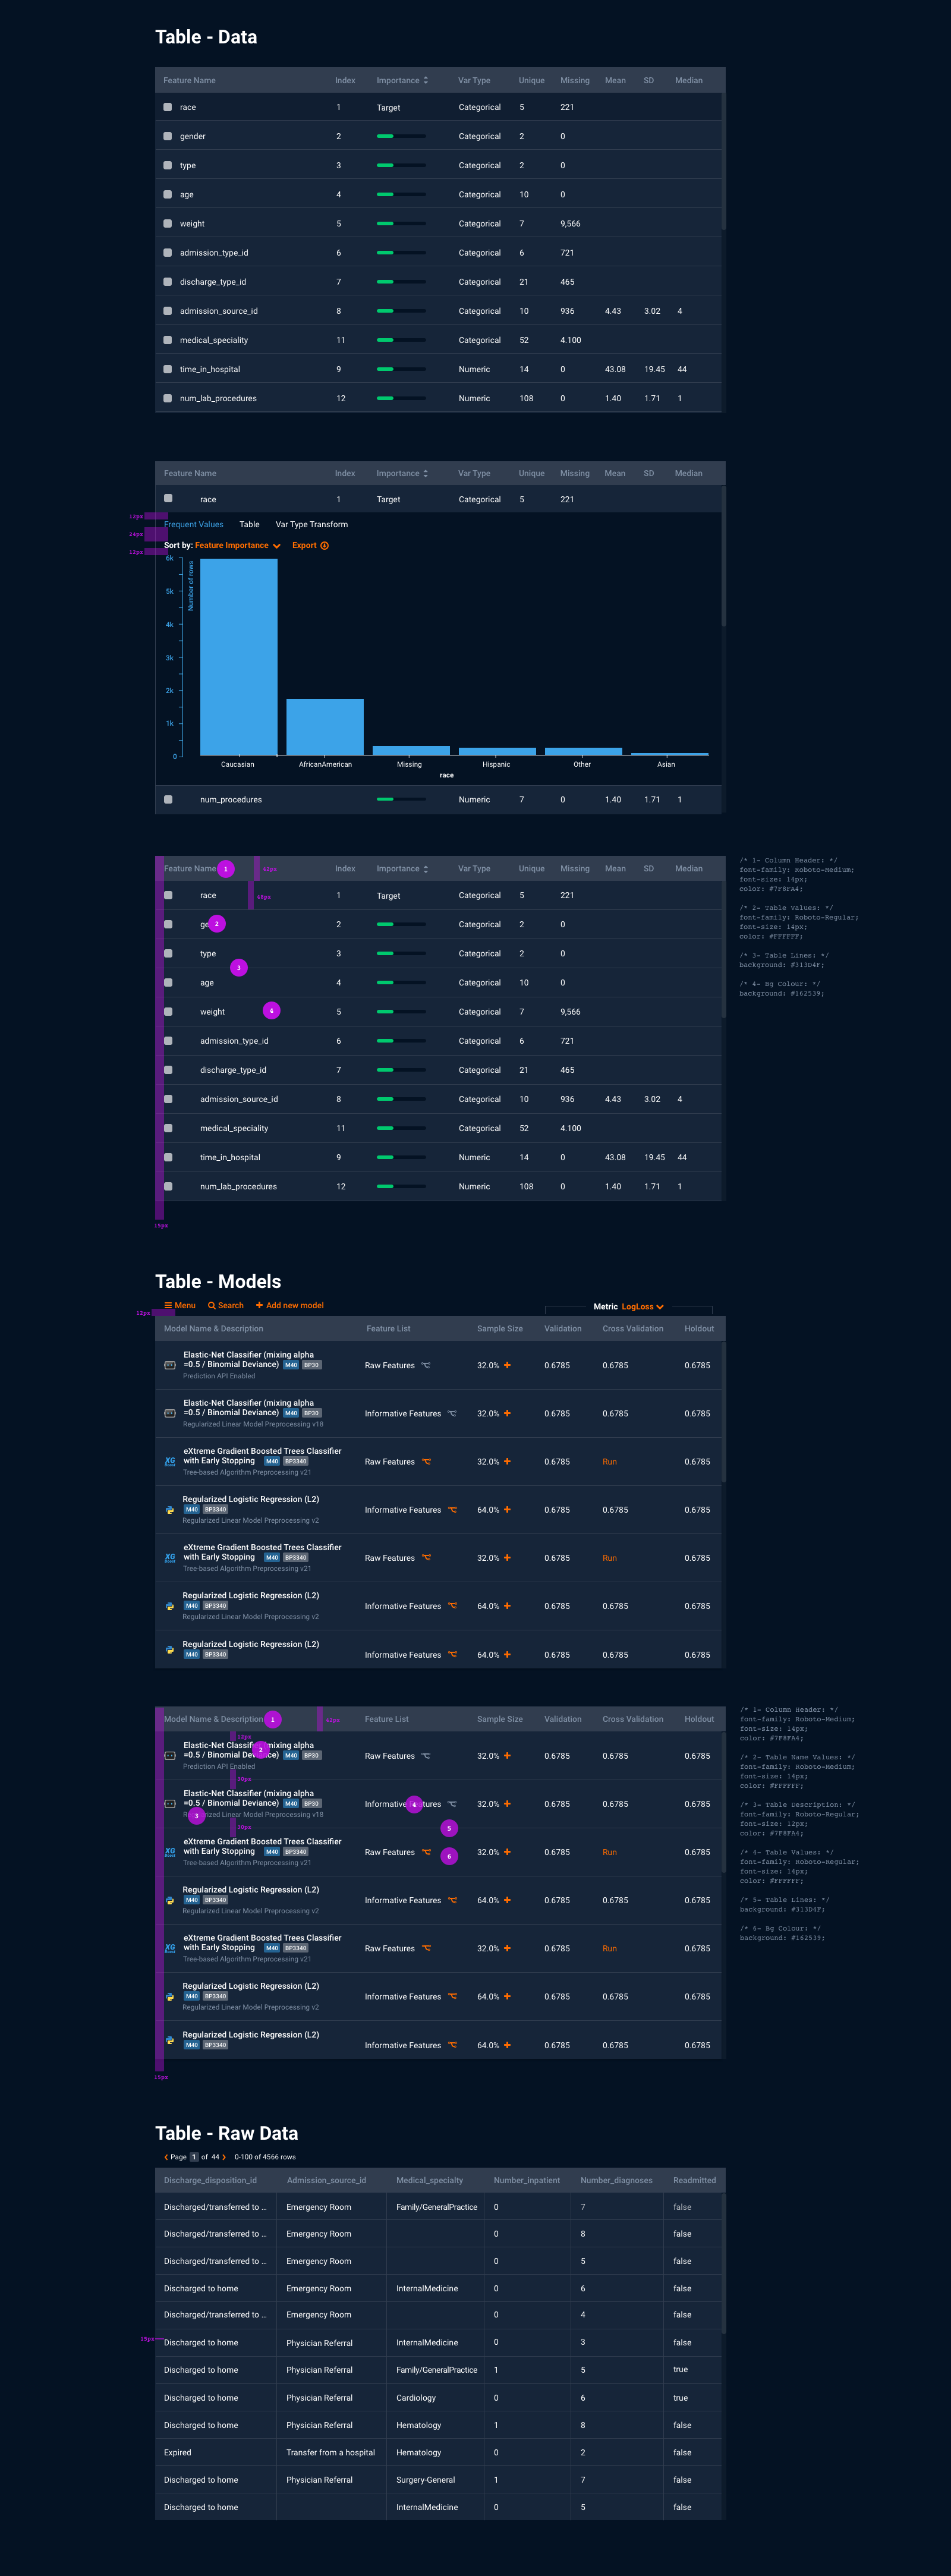 Table - Data
Feature Name Index Importance Var Type Unique Missing Mean SD Median
race 1 Target Categorical 5 221
gender 2 Categorical 2 0
type 3 Categorical 2 0
age 4 Categorical 10 0
weight 5 Categorical 7 9,566
admission_type_id 6 Categorical 6 721
discharge_type_id 7 Categorical 21 465
admission_source_id 8 Categorical 10 936 4.43 3.02 4
medical_speciality 11 Categorical 52 4.100
time_in_hospital 9 Numeric 14 0 43.08 19.45 44
num_lab_procedures 12 Numeric 108 0 1.40 1.71 1
Feature Name Index Importance Var Type Unique Missing Mean SD Median
race 1 Target Categorical 5 221
12px
Frequent Values Table Var Type Transform
24px
Sort by: Feature Importance Export
12px
6k
Number of rows
5k
4k
3k
2k
1k
0
Caucasian AfricanAmerican Missing Hispanic Other Asian
race
num_procedures Numeric 7 0 1.40 1.71 1
Feature Name 1 Index Importance Var Type Unique Missing Mean SD Median
race 1 Target Categorical 5 221
49px
ge 2 2 Categorical 2 0
type 3 Categorical 2 0
3
age 4 Categorical 10 0
weight 4 5 Categorical 7 9,566
admission_type_id 6 Categorical 6 721
discharge_type_id 7 Categorical 21 465
admission_source_id 8 Categorical 10 936 4.43 3.02 4
medical_speciality 11 Categorical 52 4.100
time_in_hospital 9 Numeric 14 0 43.08 19.45 44
num_lab_procedures 12 Numeric 108 0 1.40 1.71 1
15px
/* 1- Column Header: */
font-family: Roboto-Medium;
font-size: 14px;
color: #7F8FA4;
/* 2- Table Values: */
font-family: Roboto-Regular;
font-size: 14px;
color: #FFFFFF;
/* 3- Table Lines: */
background: #313D4F;
/* 4- Bg Colour: */
background: #162539;
Table - Models
Menu Search Add new model Metric LogLoss
12px
Model Name & Description Feature List Sample Size Validation Cross Validation Holdout
Elastic-Net Classifier (mixing alpha
=0.5 / Binomial Deviance) M40 BP30 Raw Features 32.0% + 0.6785 0.6785 0.6785
Prediction API Enabled
Elastic-Net Classifier (mixing alpha
=0.5 / Binomial Deviance) M40 BP30 Informative Features 32.0% + 0.6785 0.6785 0.6785
Regularized Linear Model Preprocessing v18
eXtreme Gradient Boosted Trees Classifier
XG with Early Stopping M40 BP3340 Raw Features 32.0% + 0.6785 Run 0.6785
Tree-based Algorithm Preprocessing v21
Regularized Logistic Regression (L2)
M40 BP3340 Informative Features 64.0% + 0.6785 0.6785 0.6785
Regularized Linear Model Preprocessing v2
eXtreme Gradient Boosted Trees Classifier
XG with Early Stopping M40 BP3340 Raw Features 32.0% + 0.6785 Run 0.6785
Tree-based Algorithm Preprocessing v21
Regularized Logistic Regression (L2)
M40 BP3340 Informative Features 64.0% + 0.6785 0.6785 0.6785
Regularized Linear Model Preprocessing v2
Regularized Logistic Regression (L2)
M40 BP3340 Informative Features 64.0% + 0.6785 0.6785 0.6785
Model Name & Description 1 Feature List Sample Size Validation Cross Validation Holdout
12px
Elastic-Net Classifier (mixing alpha
=0.5 / Binomial Deviance) 2 M40 BP30 Raw Features 32.0% + 0.6785 0.6785 0.6785
Prediction API Enabled
20px
Elastic-Net Classifier (mixing alpha
=0.5 / Binomial Deviance) M40 BP30 Informative 4 tures 32.0% + 0.6785 0.6785 0.6785
3 rized Linear Model Preprocessing v18
20px 5
eXtreme Gradient Boosted Trees Classifier
XG with Early Stopping M40 BP3340 Raw Features 6 32.0% + 0.6785 Run 0.6785
Tree-based Algorithm Preprocessing v21
Regularized Logistic Regression (L2)
M40 BP3340 Informative Features 64.0% + 0.6785 0.6785 0.6785
Regularized Linear Model Preprocessing v2
eXtreme Gradient Boosted Trees Classifier
XG with Early Stopping M40 BP3340 Raw Features 32.0% + 0.6785 Run 0.6785
Tree-based Algorithm Preprocessing v21
Regularized Logistic Regression (L2)
M40 BP3340 Informative Features 64.0% + 0.6785 0.6785 0.6785
Regularized Linear Model Preprocessing v2
Regularized Logistic Regression (L2)
M40 BP3340 Informative Features 64.0% + 0.6785 0.6785 0.6785
15px
/* 1- Column Header: */
font-family: Roboto-Medium;
font-size: 14px;
color: #7F8FA4;
/* 2- Table Name Values: */
font-family: Roboto-Medium;
font-size: 14px;
color: #FFFFFF;
/* 3- Table Description: */
font-family: Roboto-Regular;
font-size: 12px;
color: #7F8FA4;
/* 4- Table Values: */
font-family: Roboto-Regular;
font-size: 14px;
color: #FFFFFF;
/* 5- Table Lines: */
background: #313D4F;
/* 6- Bg Colour: */
background: #162539;
Table - Raw Data
Page 1 of 44 0-100 of 4566 rows
Discharge_disposition_id Admission_source_id Medical_specialty Number_inpatient Number_diagnoses Readmitted
Discharged/transferred to ... Emergency Room Family/GeneralPractice 0 7 false
Discharged/transferred to ... Emergency Room 0 8 false
Discharged/transferred to ... Emergency Room 0 5 false
Discharged to home Emergency Room InternalMedicine 0 6 false
Discharged/transferred to ... Emergency Room 0 4 false
15px
Discharged to home Physician Referral InternalMedicine 0 3 false
Discharged to home Physician Referral Family/GeneralPractice 1 5 true
Discharged to home Physician Referral Cardiology 0 6 true
Discharged to home Physician Referral Hematology 1 8 false
Expired Transfer from a hospital Hematology 0 2 false
Discharged to home Physician Referral Surgery-General 1 7 false
Discharged to home InternalMedicine 0 5 false